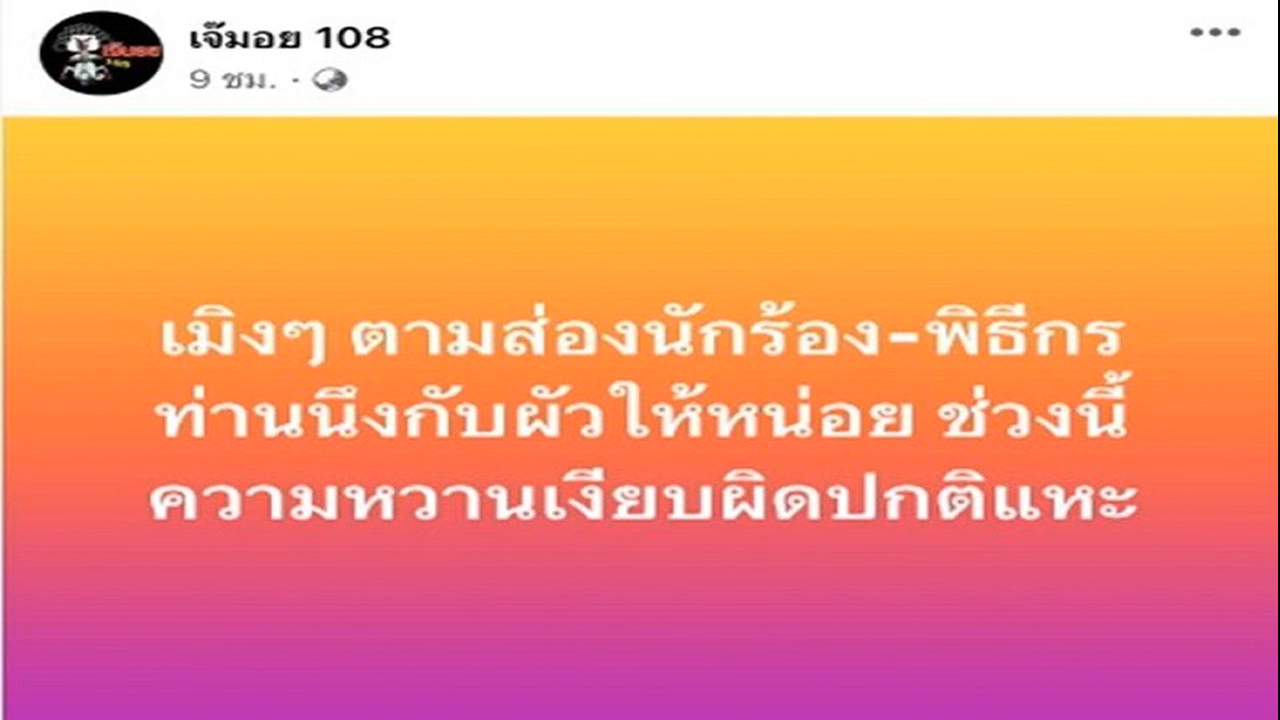 เจ๊มอย 108
9 ชม. ·
เมิงๆ ตามส่องนักร้อง-พิธีกร
ท่านนึงกับผัวให้หน่อย ช่วงนี้
ความหวานเงียบผิดปกติแหะ